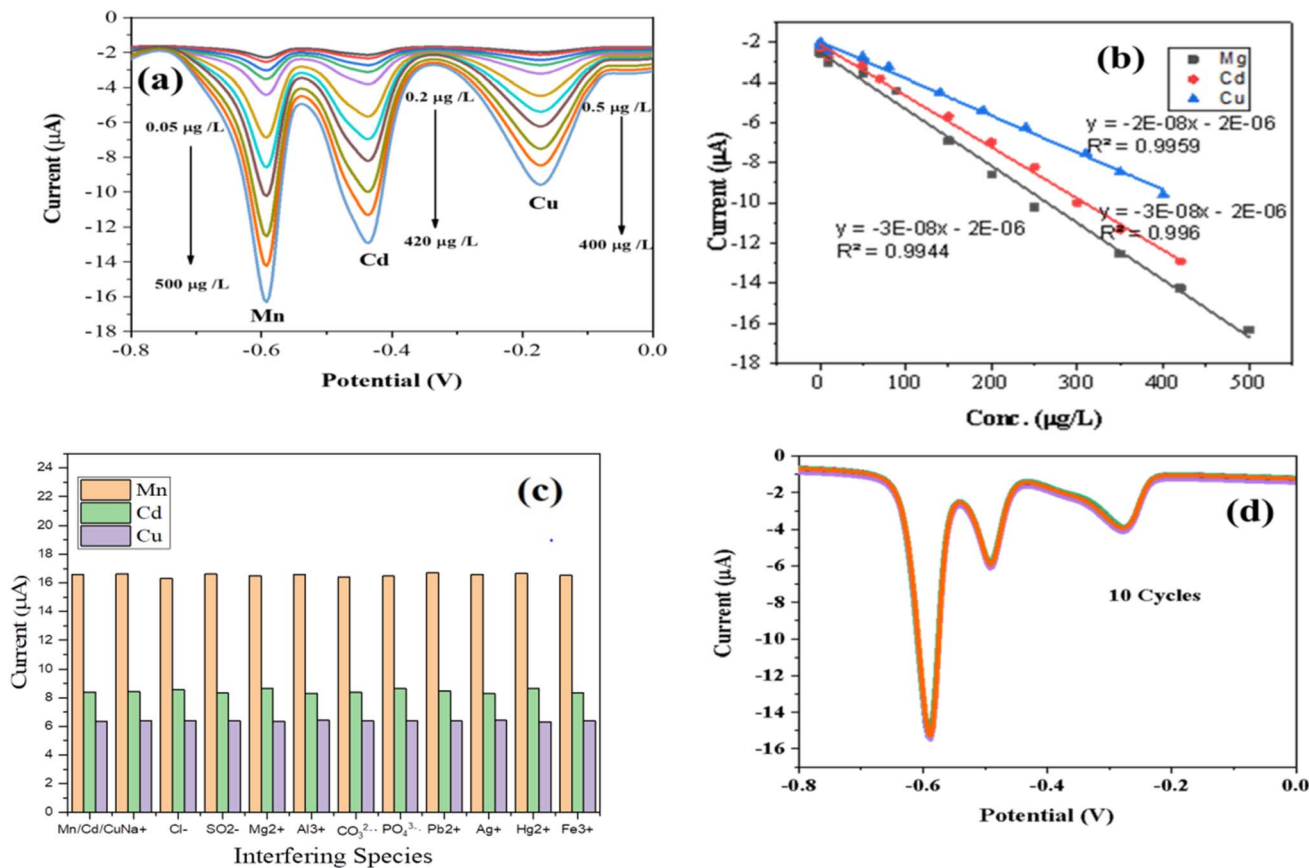 (a)
0
-2
-4
-6
-8
-10
-12
-14
-16
-18
Current (µA)
0.05 µg /L
0.2 µg /L
0.5 µg /L
500 µg /L
420 µg /L
400 µg /L
Mn
Cd
Cu
-0.8
-0.6
-0.4
-0.2
0.0
Potential (V)
(b)
-2
-4
-6
-8
-10
-12
-14
-16
-18
Current (µA)
Mg
Cd
Cu
y = -2E-08x - 2E-06
R² = 0.9959
y = -3E-08x - 2E-06
R² = 0.996
y = -3E-08x - 2E-06
R² = 0.9944
0
100
200
300
400
500
Conc. (µg/L)
(c)
24
22
20
18
16
14
12
10
8
6
4
2
0
Current (µA)
Mn
Cd
Cu
Mn/Cd/Cu Na+ Cl- SO2- Mg2+ Al3+ CO₃²⁻· PO₄³⁻· Pb2+ Ag+ Hg2+ Fe3+
Interfering Species
(d)
0
-2
-4
-6
-8
-10
-12
-14
-16
Current (µA)
10 Cycles
-0.8
-0.6
-0.4
-0.2
0.0
Potential (V)